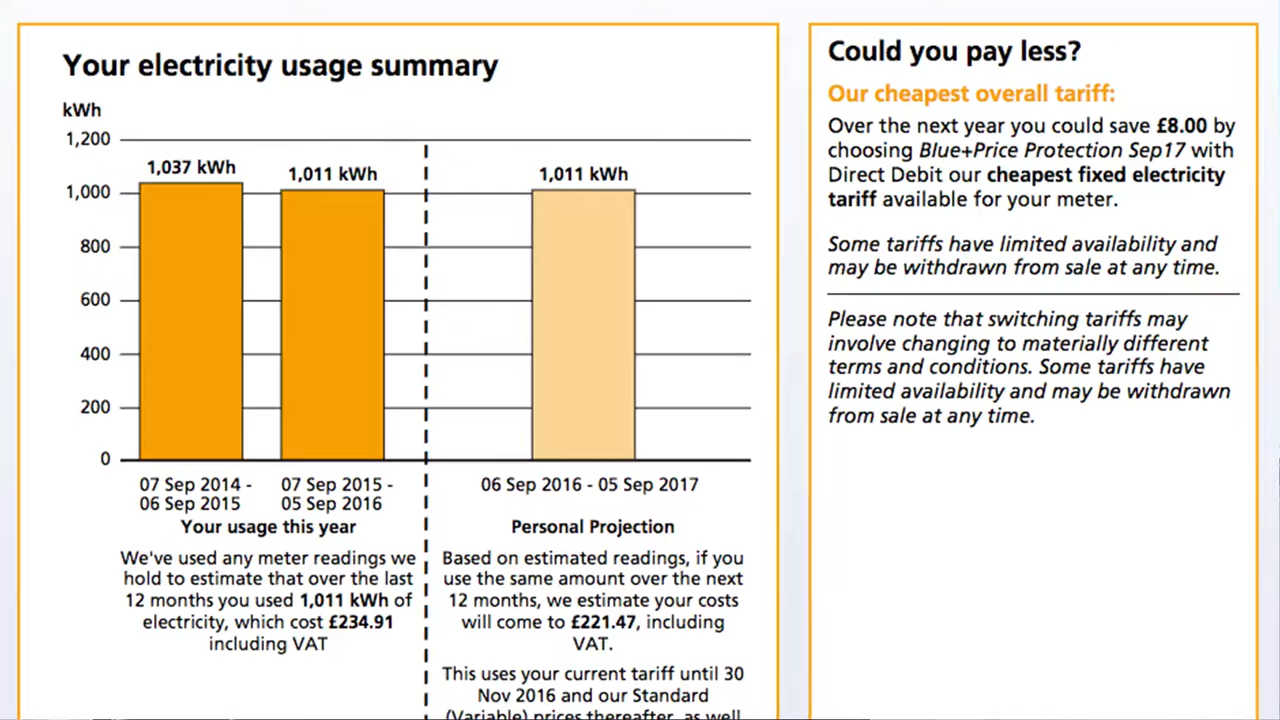 Your electricity usage summary
kWh
1,200
1,000
800
600
400
200
0
1,037 kWh
1,011 kWh
1,011 kWh
07 Sep 2014 -
06 Sep 2015
07 Sep 2015 -
05 Sep 2016
Your usage this year
We've used any meter readings we
hold to estimate that over the last
12 months you used 1,011 kWh of
electricity, which cost £234.91
including VAT
06 Sep 2016 - 05 Sep 2017
Personal Projection
Based on estimated readings, if you
use the same amount over the next
12 months, we estimate your costs
will come to £221.47, including
VAT.
This uses your current tariff until 30
Nov 2016 and our Standard
(Variable) prices thereafter, as well
Could you pay less?
Our cheapest overall tariff:
Over the next year you could save £8.00 by
choosing Blue+Price Protection Sep17 with
Direct Debit our cheapest fixed electricity
tariff available for your meter.
Some tariffs have limited availability and
may be withdrawn from sale at any time.
Please note that switching tariffs may
involve changing to materially different
terms and conditions. Some tariffs have
limited availability and may be withdrawn
from sale at any time.